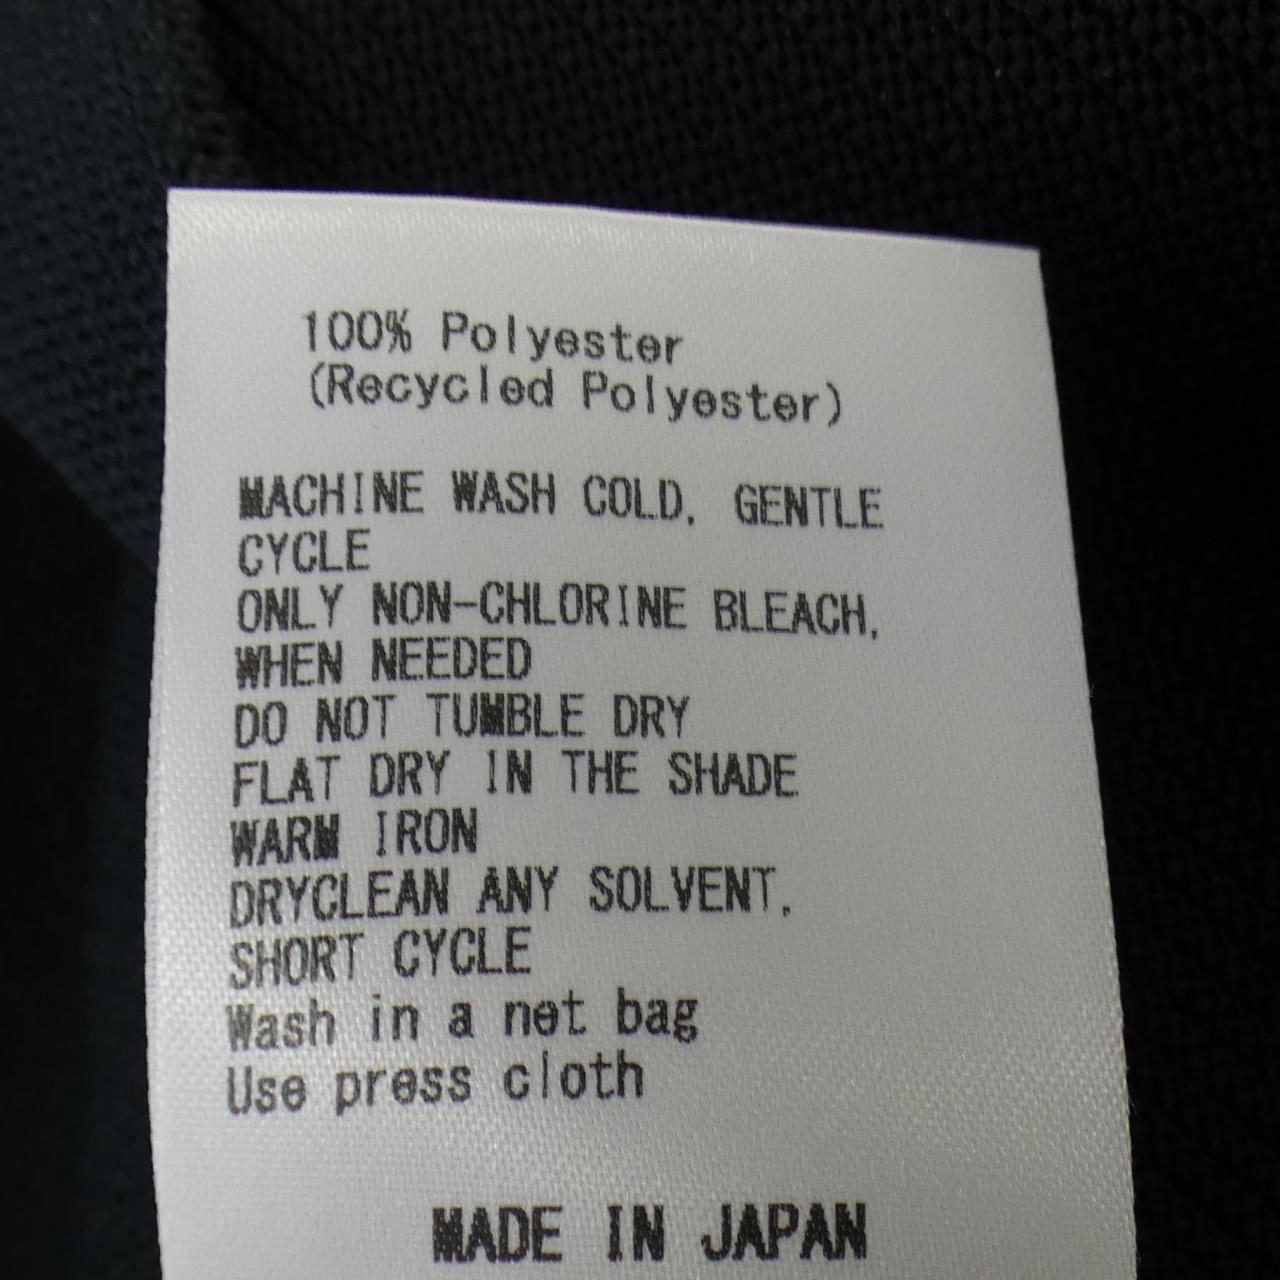 100% Polyester
(Recycled Polyester)
MACHINE WASH COLD, GENTLE
CYCLE
ONLY NON-CHLORINE BLEACH,
WHEN NEEDED
DO NOT TUMBLE DRY
FLAT DRY IN THE SHADE
WARM IRON
DRYCLEAN ANY SOLVENT,
SHORT CYCLE
Wash in a net bag
Use press cloth
MADE IN JAPAN